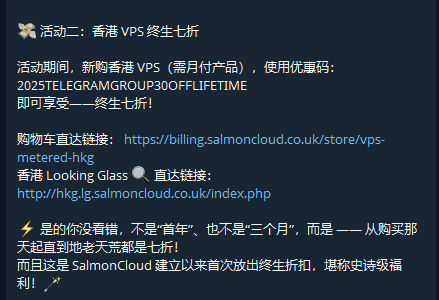 💸 活动二：香港 VPS 终生七折
活动期间，新购香港 VPS（需月付产品），使用优惠码：
2025TELEGRAMGROUP30OFFLIFETIME
即可享受——终生七折！
购物车直达链接： https://billing.salmoncloud.co.uk/store/vps-
metered-hkg
香港 Looking Glass 🔍 直达链接：
http://hkg.lg.salmoncloud.co.uk/index.php
⚡ 是的你没看错，不是“首年”、也不是“三个月”，而是 —— 从购买那
天起直到地老天荒都是七折！
而且这是 SalmonCloud 建立以来首次放出终生折扣，堪称史诗级福
利！🪄